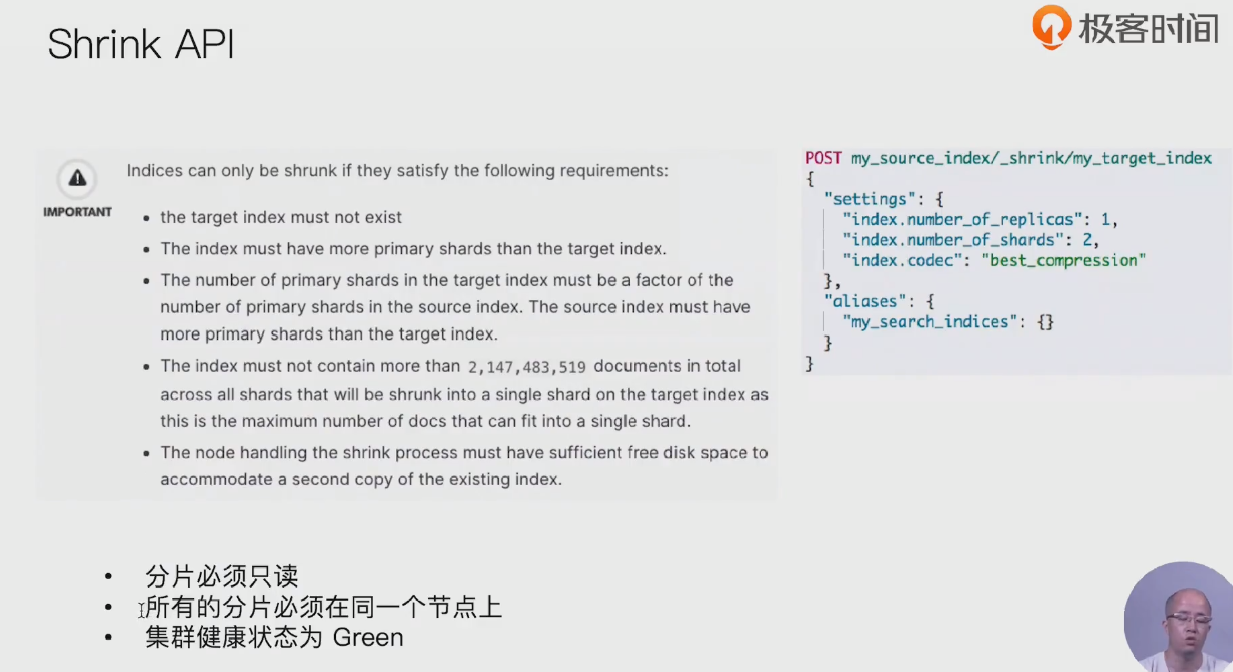 Shrink API
极客时间
IMPORTANT
Indices can only be shrunk if they satisfy the following requirements:
• the target index must not exist
• The index must have more primary shards than the target index.
• The number of primary shards in the target index must be a factor of the
number of primary shards in the source index. The source index must have
more primary shards than the target index.
• The index must not contain more than 2,147,483,519 documents in total
across all shards that will be shrunk into a single shard on the target index as
this is the maximum number of docs that can fit into a single shard.
• The node handling the shrink process must have sufficient free disk space to
accommodate a second copy of the existing index.
POST my_source_index/_shrink/my_target_index
{
"settings": {
"index.number_of_replicas": 1,
"index.number_of_shards": 2,
"index.codec": "best_compression"
},
"aliases": {
"my_search_indices": {}
}
}
• 分片必须只读
• 所有的分片必须在同一个节点上
• 集群健康状态为 Green